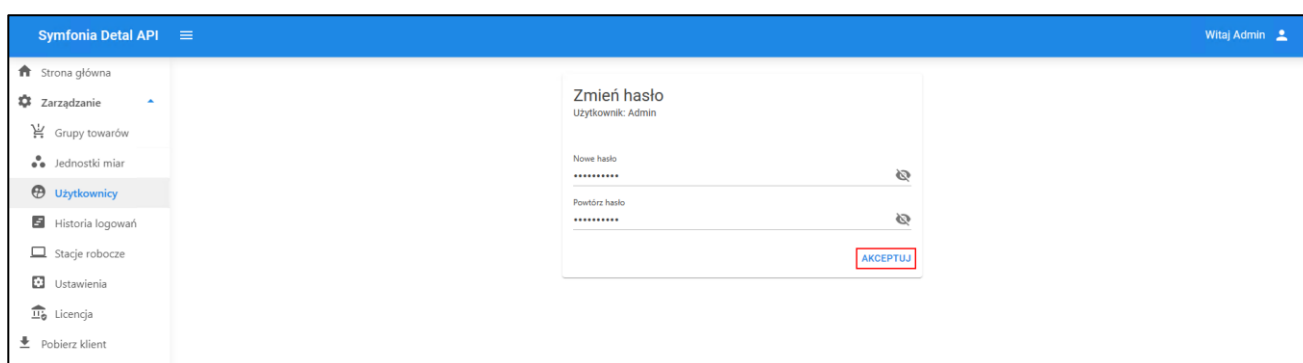 Symfonia Detal API
Witaj Admin
Strona główna
Zarządzanie
Grupy towarów
Jednostki miar
Użytkownicy
Historia logowań
Stacje robocze
Ustawienia
Licencja
Pobierz klient
Zmień hasło
Użytkownik: Admin
Nowe hasło
••••••••••
Powtórz hasło
••••••••••
AKCEPTUJ